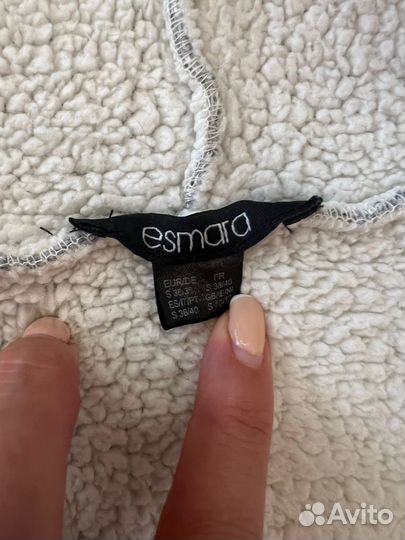 esmara
EUR/DE FR
S 38/40
ES/IT/PT
S 38/40
Avito